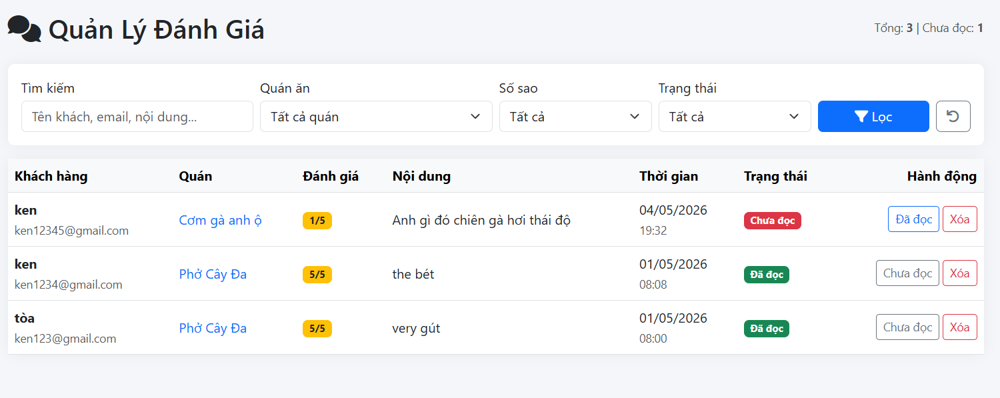 Quản Lý Đánh Giá
Tổng: 3 | Chưa đọc: 1
Tìm kiếm Quán ăn Số sao Trạng thái
Tên khách, email, nội dung... Tất cả quán Tất cả Tất cả Lọc
Khách hàng Quán Đánh giá Nội dung Thời gian Trạng thái Hành động
ken
ken12345@gmail.com
Cơm gà anh ộ
1/5
Anh gì đó chiên gà hơi thái độ
04/05/2026
19:32
Chưa đọc
Đã đọc Xóa
ken
ken1234@gmail.com
Phở Cây Đa
5/5
the bét
01/05/2026
08:08
Đã đọc
Chưa đọc Xóa
tòa
ken123@gmail.com
Phở Cây Đa
5/5
very gút
01/05/2026
08:00
Đã đọc
Chưa đọc Xóa